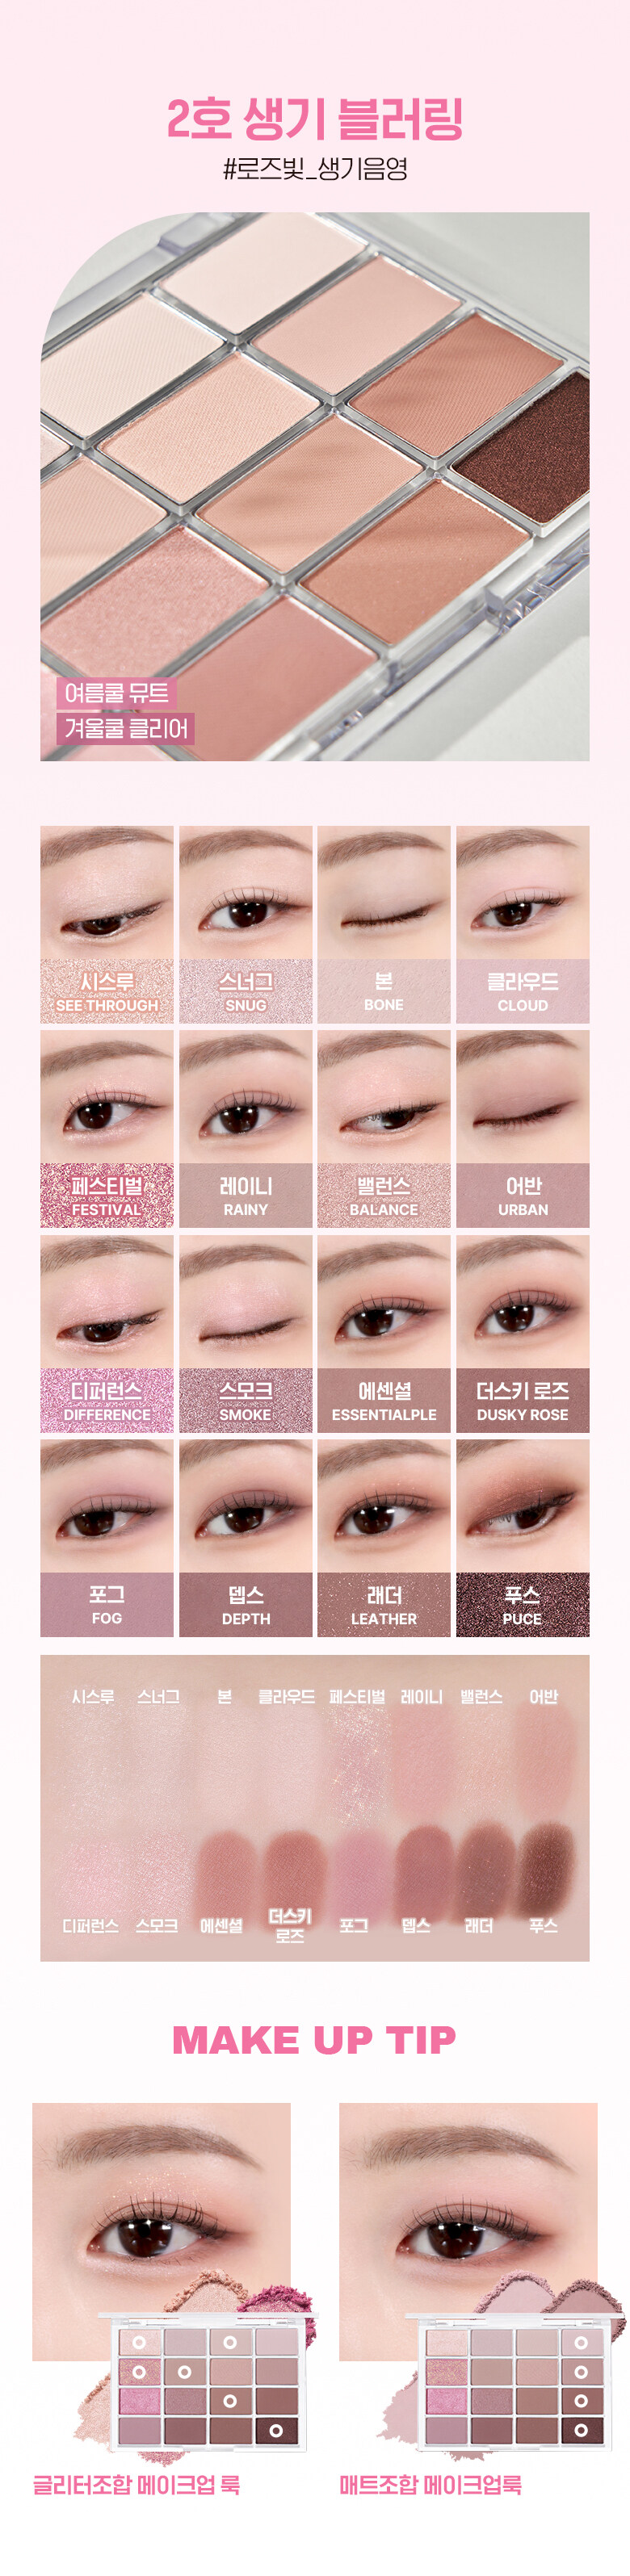 2호 생기 블러링
#로즈빛_생기음영
여름쿨 뮤트
겨울쿨 클리어
시스루
SEE THROUGH
스너그
SNUG
본
BONE
클라우드
CLOUD
페스티벌
FESTIVAL
레이니
RAINY
밸런스
BALANCE
어반
URBAN
디퍼런스
DIFFERENCE
스모크
SMOKE
에센셜
ESSENTIALPLE
더스키 로즈
DUSKY ROSE
포그
FOG
뎁스
DEPTH
래더
LEATHER
푸스
PUCE
시스루 스너그 본 클라우드 페스티벌 레이니 밸런스 어반
디퍼런스 스모크 에센셜 더스키 로즈 포그 뎁스 래더 푸스
MAKE UP TIP
글리터조합 메이크업 룩
매트조합 메이크업룩